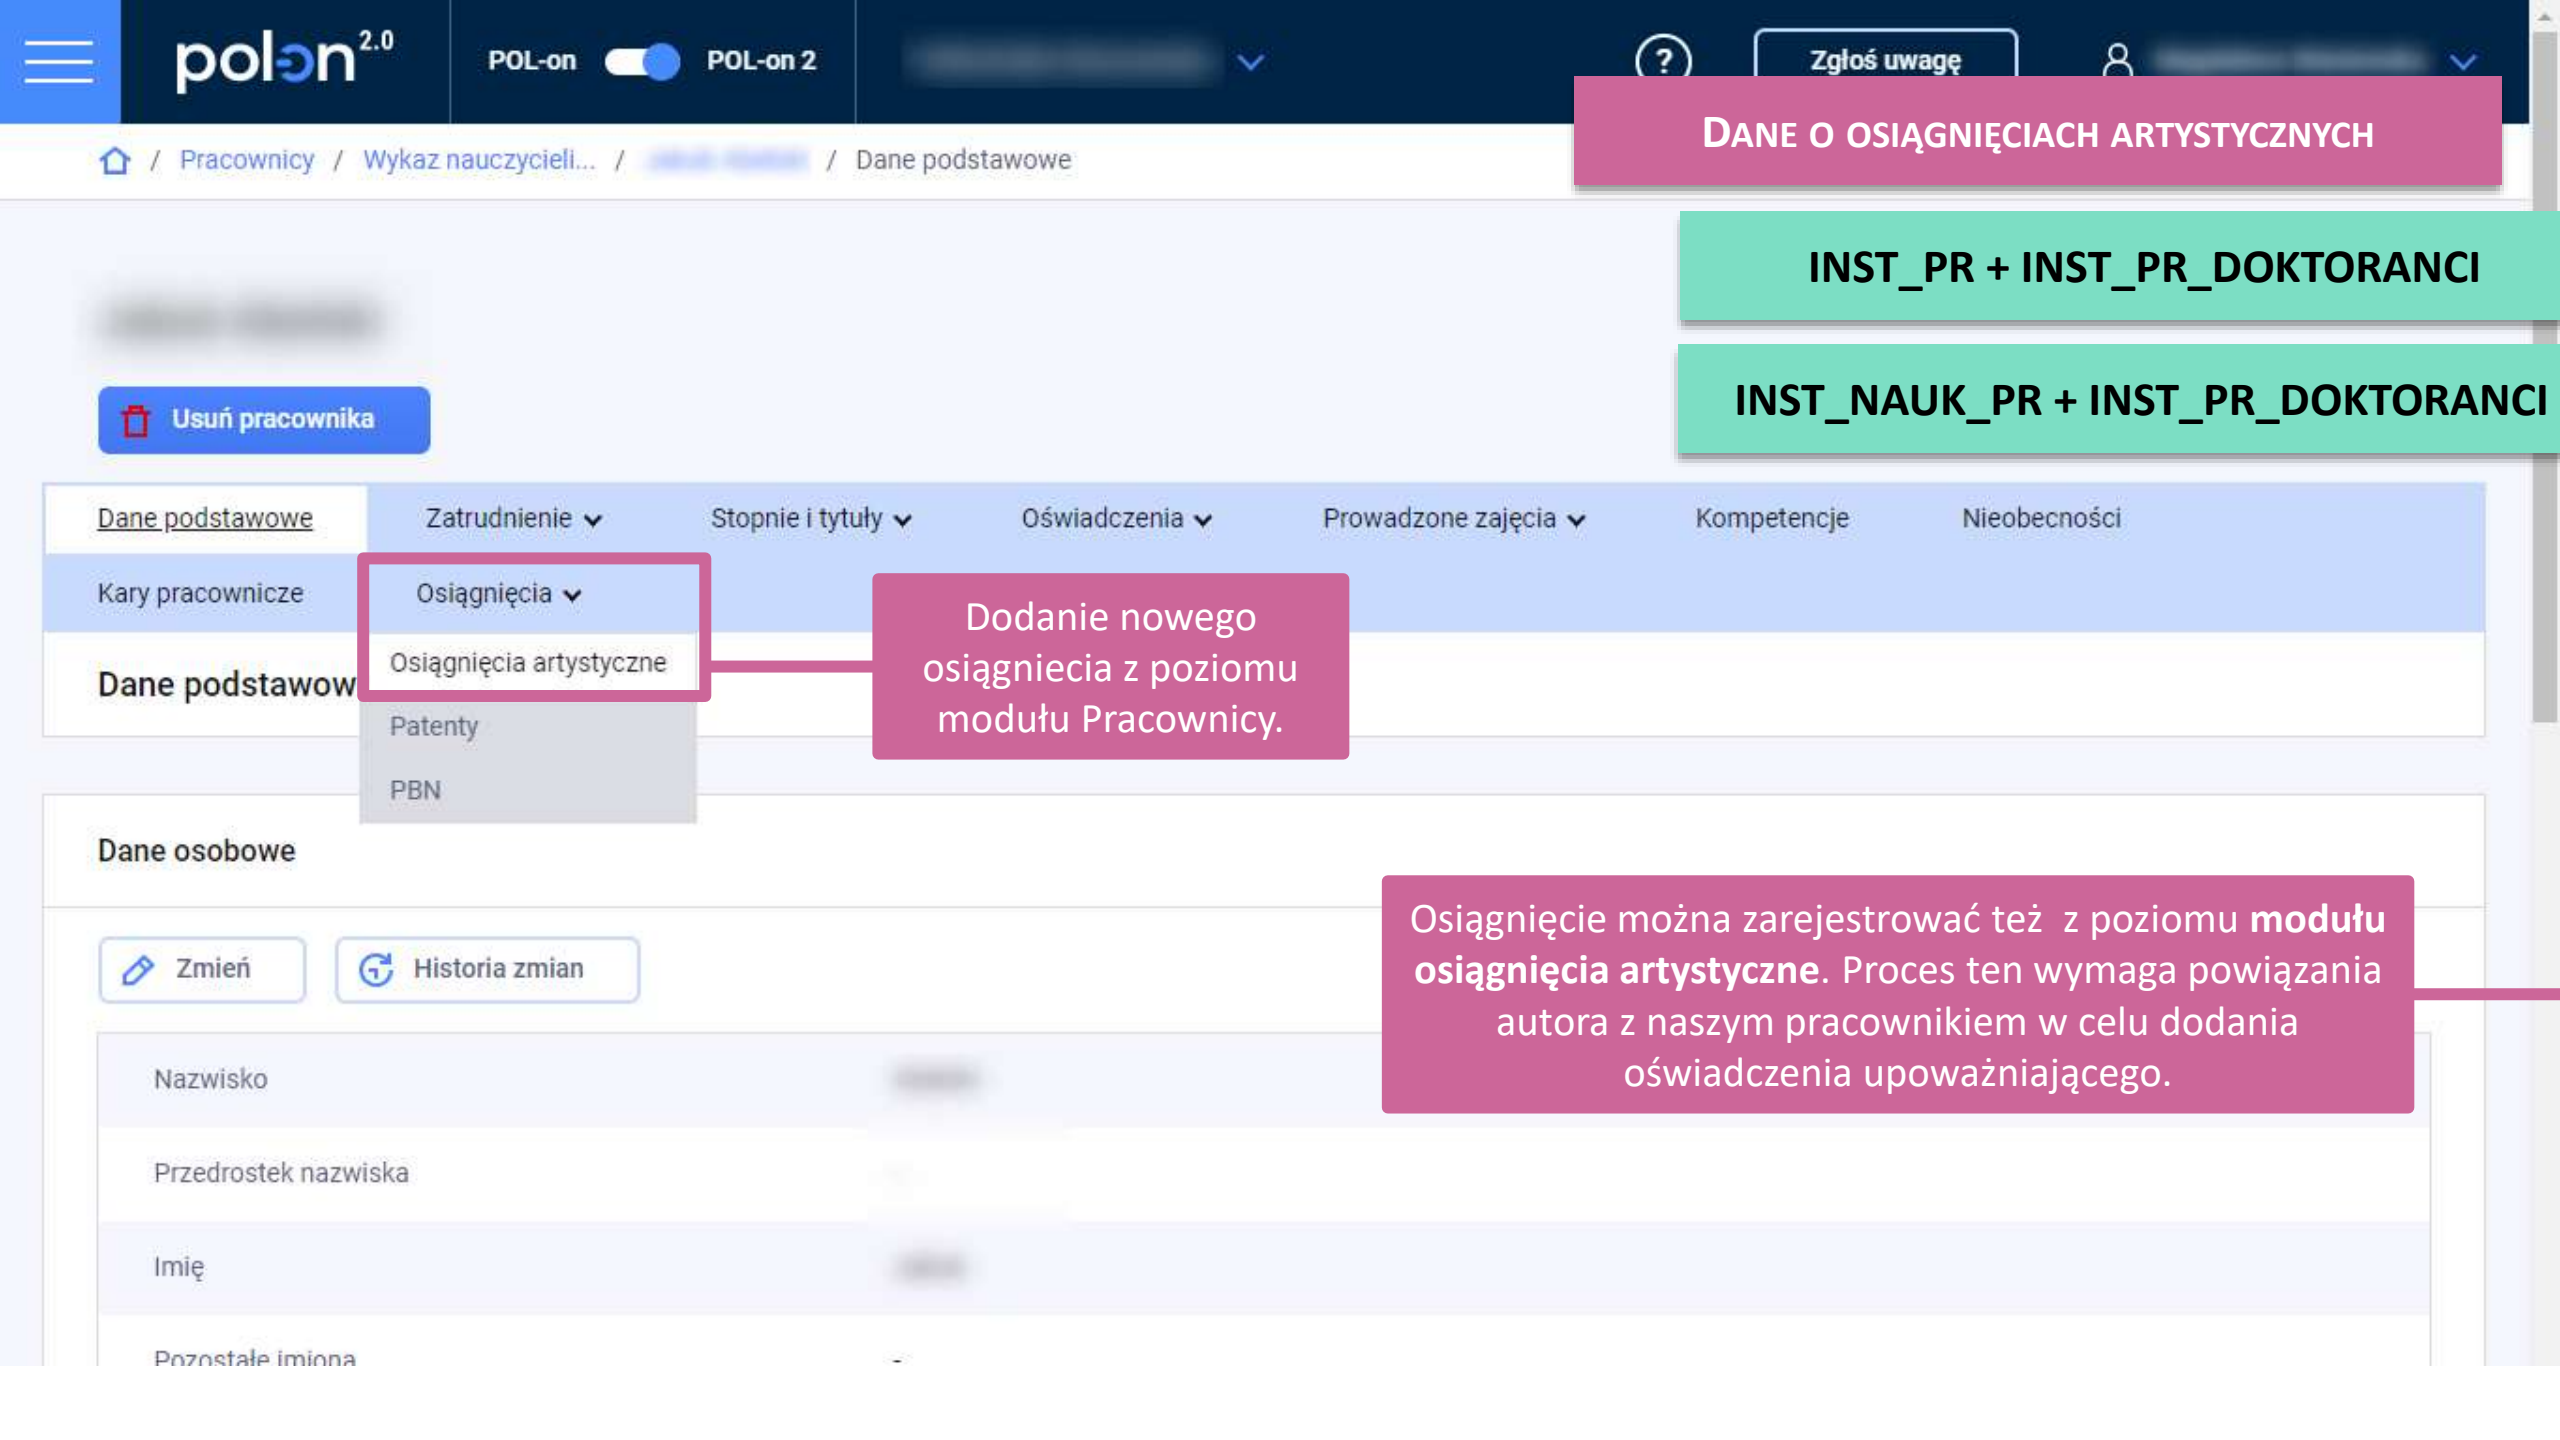 polon 2.0
POL-on POL-on 2
Zgłoś uwagę
DANE O OSIĄGNIĘCIACH ARTYSTYCZNYCH
/ Pracownicy / Wykaz nauczycieli... / / Dane podstawowe
INST_PR + INST_PR_DOKTORANCI
INST_NAUK_PR + INST_PR_DOKTORANCI
Usuń pracownika
Dane podstawowe Zatrudnienie Stopnie i tytuły Oświadczenia Prowadzone zajęcia Kompetencje Nieobecności
Kary pracownicze Osiągnięcia
Osiągnięcia artystyczne
Patenty
PBN
Dodanie nowego
osiągniecia z poziomu
modułu Pracownicy.
Dane podstawow
Dane osobowe
Osiągnięcie można zarejestrować też z poziomu modułu
osiągnięcia artystyczne. Proces ten wymaga powiązania
autora z naszym pracownikiem w celu dodania
oświadczenia upoważniającego.
Zmień Historia zmian
Nazwisko
Przedrostek nazwiska
Imię
Pozostałe imiona -